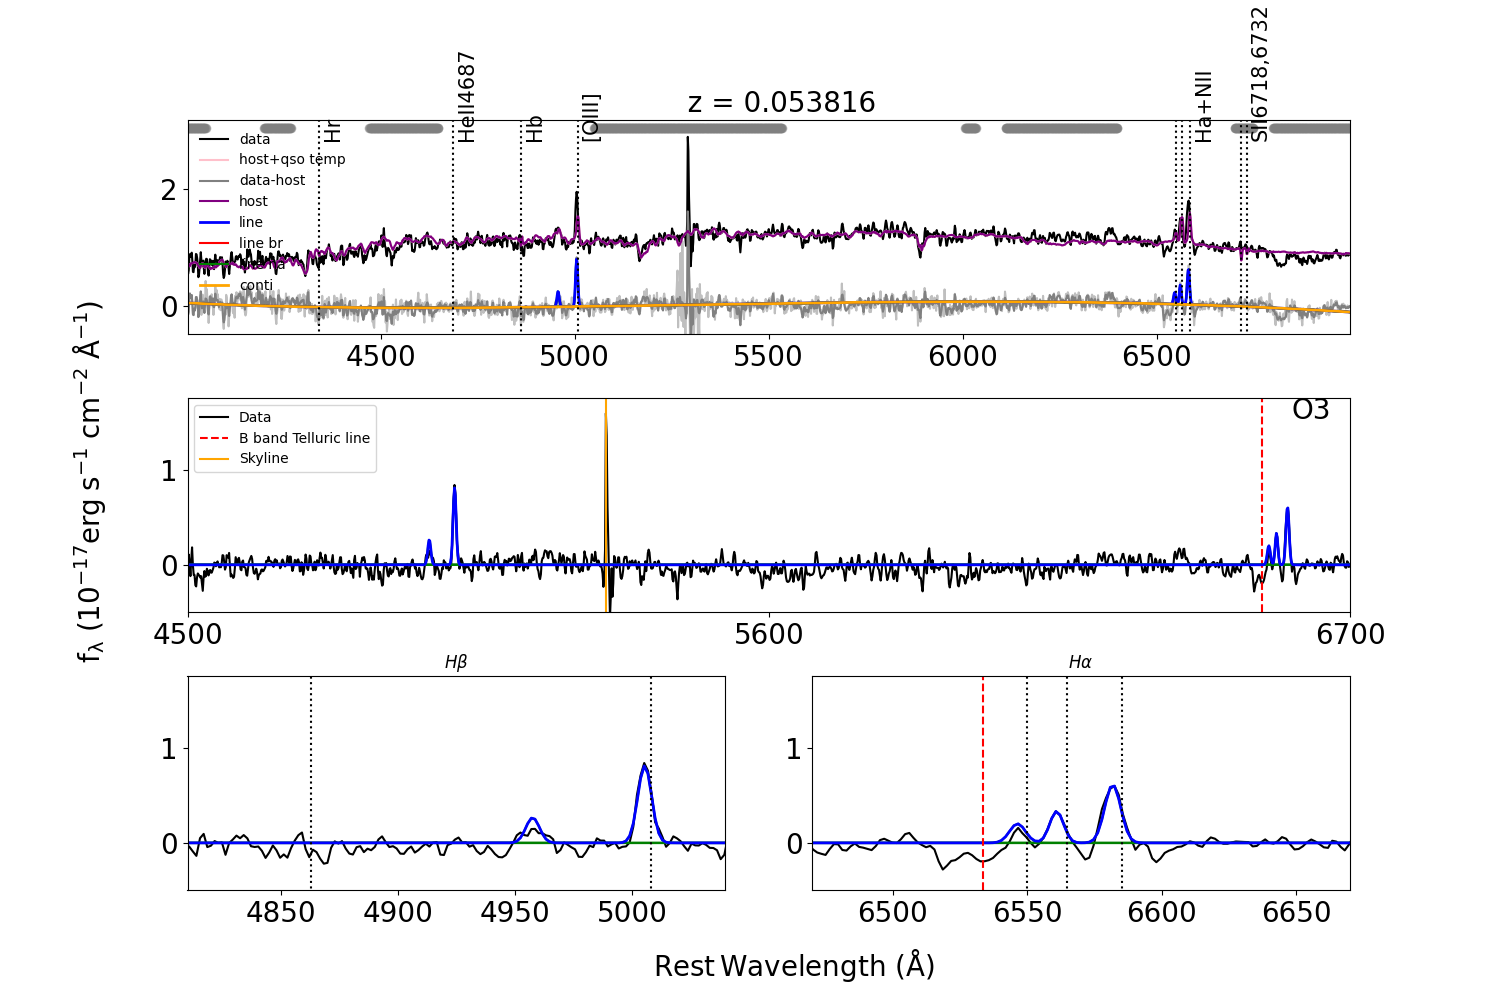 z = 0.053816
Hr
HeII4687
Hb
[OIII]
Ha+NII
SII6718,6732
data
host+qso temp
data-host
host
line
line br
conti
2
0
4500
5000
5500
6000
6500
O3
Data
B band Telluric line
Skyline
1
0
4500
5600
6700
fλ (10⁻¹⁷erg s⁻¹ cm⁻² Å⁻¹)
Hβ
1
0
4850
4900
4950
5000
Hα
1
0
6500
6550
6600
6650
Rest Wavelength (Å)